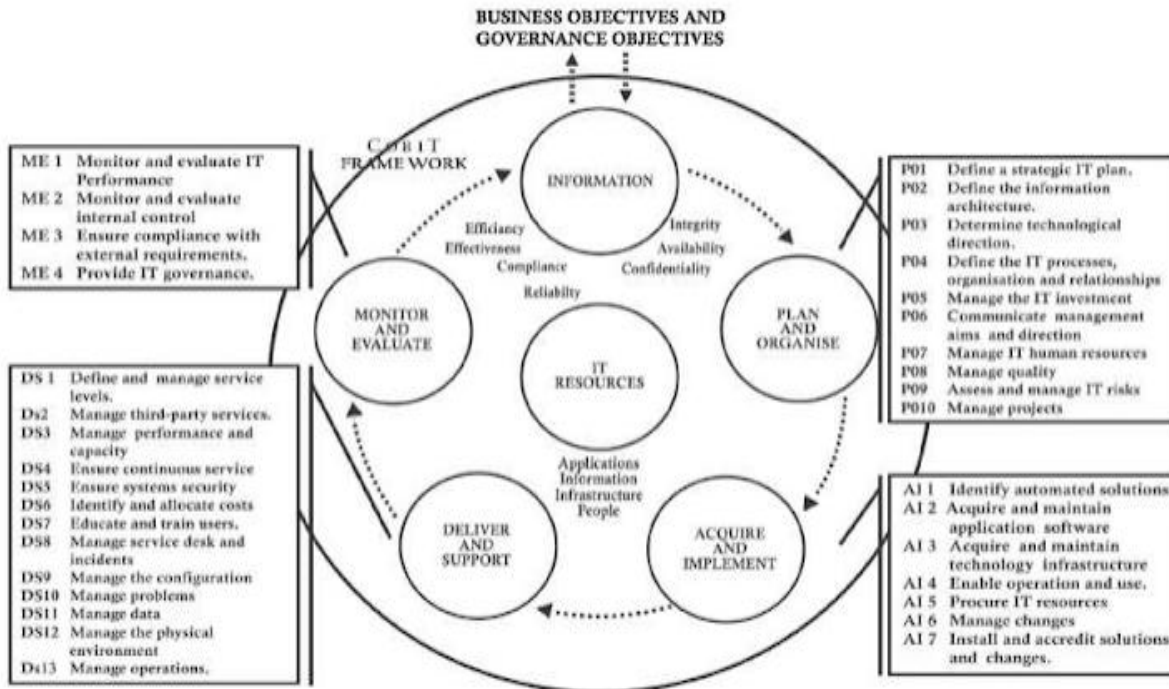 BUSINESS OBJECTIVES AND
GOVERNANCE OBJECTIVES
COBIT
FRAME WORK
INFORMATION
Efficiancy
Effectiveness
Compliance
Reliabilty
Integrity
Availability
Confidentiality
MONITOR
AND
EVALUATE
IT
RESOURCES
PLAN
AND
ORGANISE
Applications
Information
Infrastructure
People
DELIVER
AND
SUPPORT
ACQUIRE
AND
IMPLEMENT
ME 1 Monitor and evaluate IT
Performance
ME 2 Monitor and evaluate
internal control
ME 3 Ensure compliance with
external requirements.
ME 4 Provide IT governance.
DS 1 Define and manage service
levels.
Ds2 Manage third-party services.
DS3 Manage performance and
capacity
DS4 Ensure continuous service
DS5 Ensure systems security
DS6 Identify and allocate costs
DS7 Educate and train users.
DS8 Manage service desk and
incidents
DS9 Manage the configuration
DS10 Manage problems
DS11 Manage data
DS12 Manage the physical
environment
Ds13 Manage operations.
P01 Define a strategic IT plan.
P02 Define the information
architecture.
P03 Determine technological
direction.
P04 Define the IT processes,
organisation and relationships
P05 Manage the IT investment
P06 Communicate management
aims and direction
P07 Manage IT human resources
P08 Manage quality
P09 Assess and manage IT risks
P010 Manage projects
AI 1 Identify automated solutions
AI 2 Acquire and maintain
application software
AI 3 Acquire and maintain
technology infrastructure
AI 4 Enable operation and use.
AI 5 Procure IT resources
AI 6 Manage changes
AI 7 Install and accredit solutions
and changes.